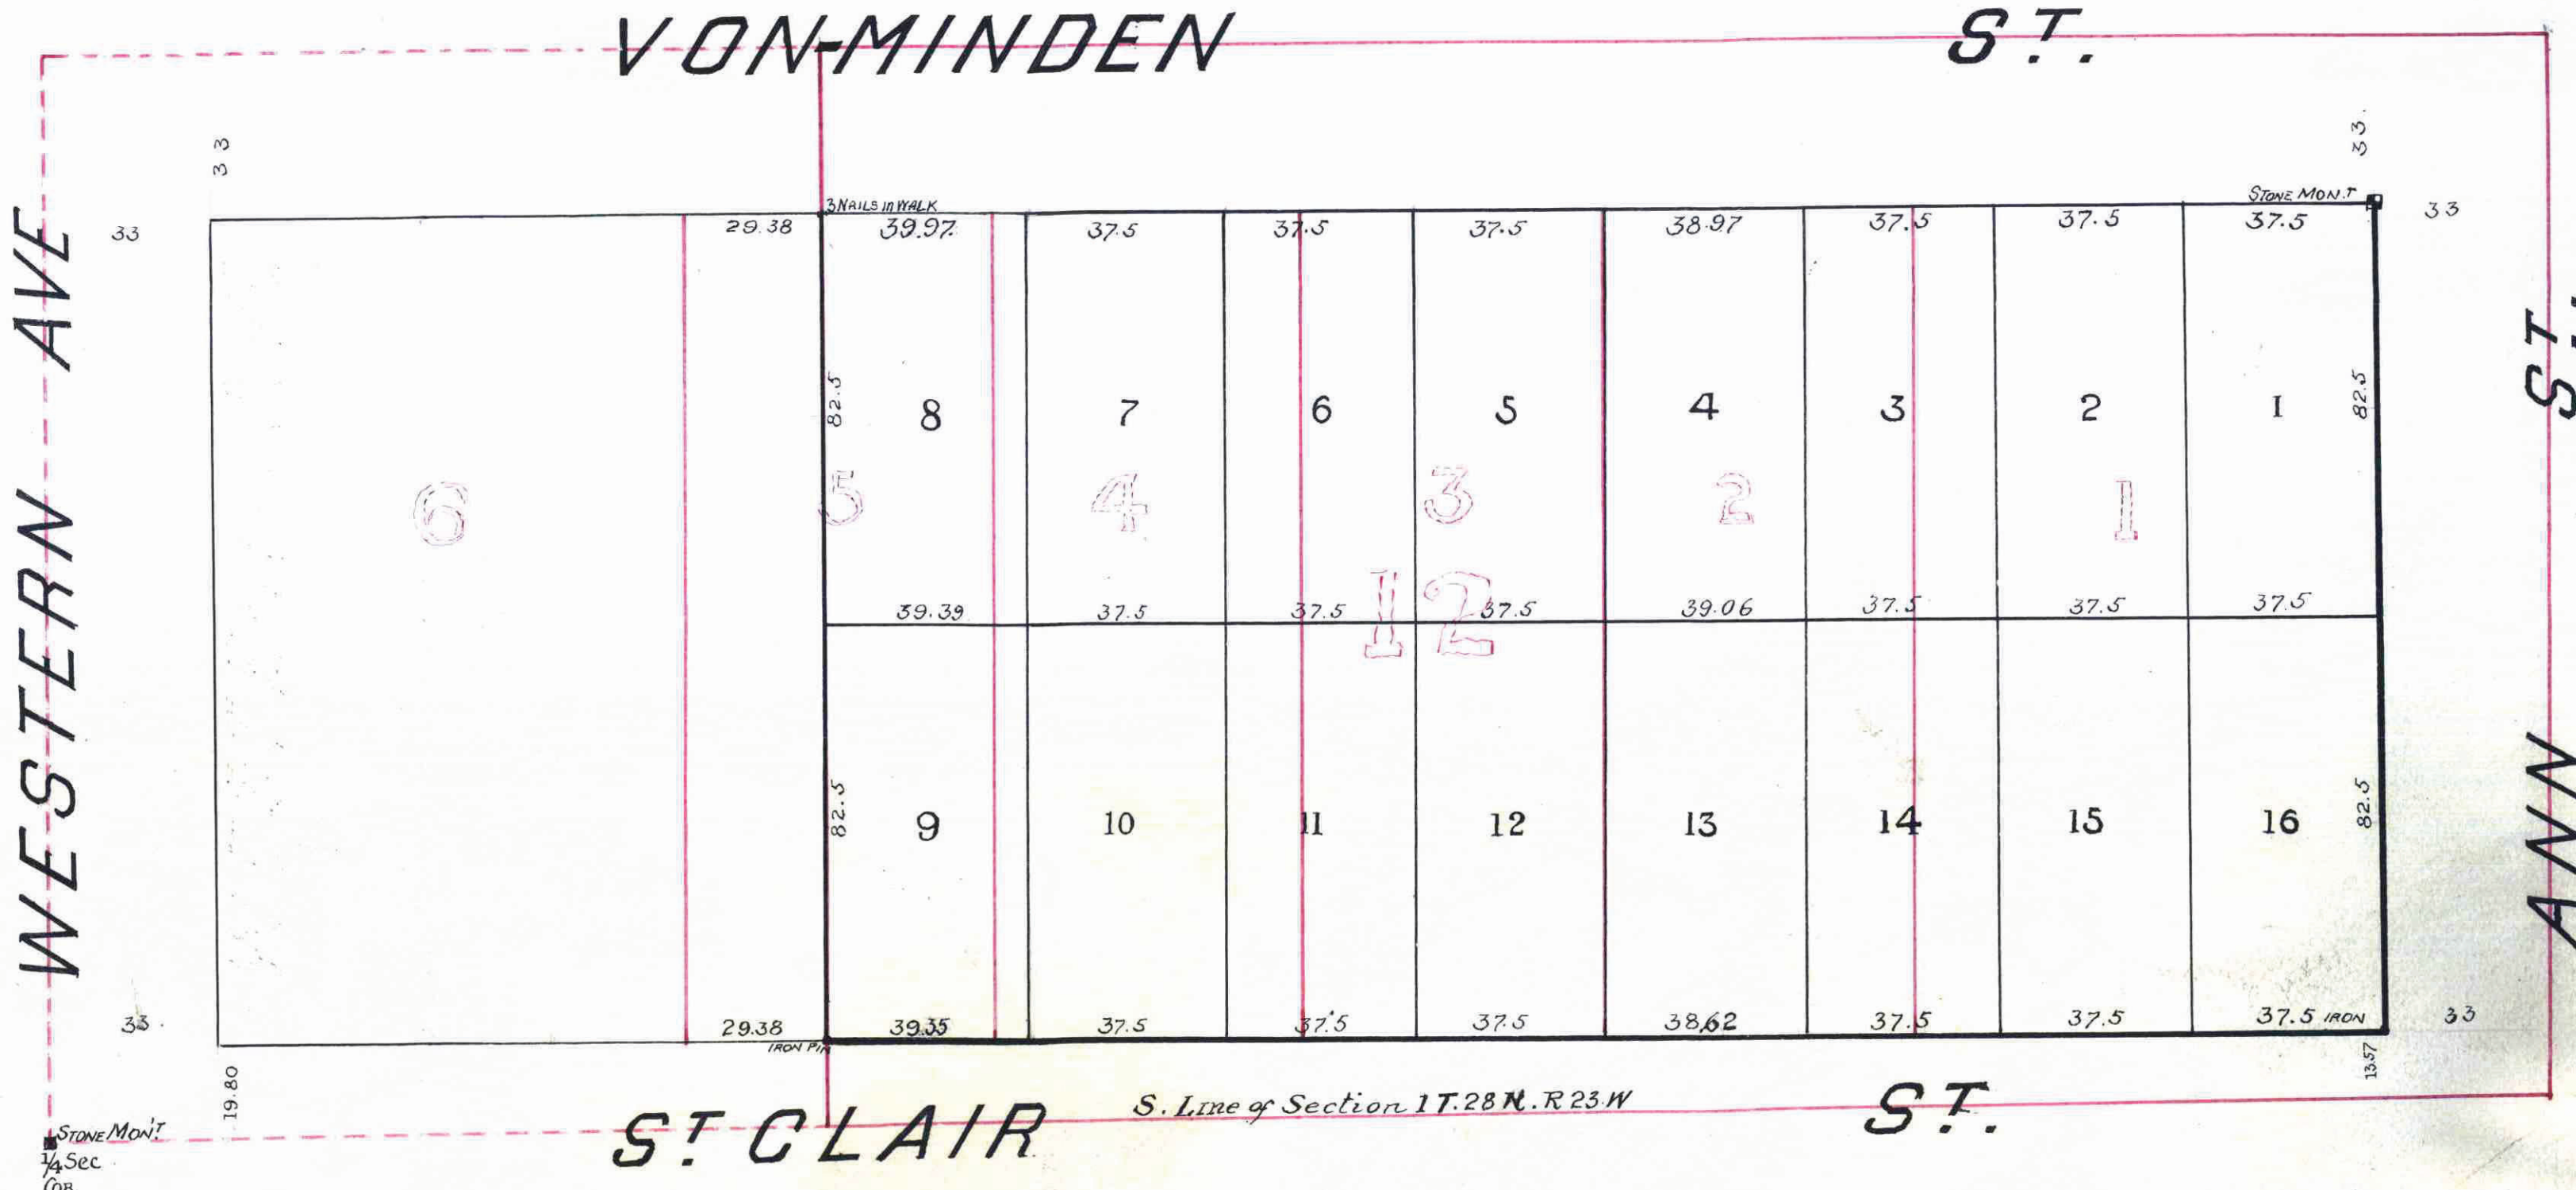 VON-MINDEN ST.
33 33.
3 NAILS IN WALK STONE MON.T
33 29.38 39.97 37.5 37.5 37.5 38.97 37.5 37.5 37.5 33
WESTERN AVE
82.5 8 7 6 5 4 3 2 1 82.5
ANN ST.
6 5 4 3 2 1
12
39.39 37.5 37.5 37.5 39.06 37.5 37.5 37.5
82.5 9 10 11 12 13 14 15 16 82.5
33 29.38 39.35 37.5 37.5 37.5 38.62 37.5 37.5 37.5 IRON 33
IRON PIN
19.80 13.57
S. Line of Section 1 T. 28 N. R 23 W
ST CLAIR ST.
STONE MON'T
1/4 Sec
COR